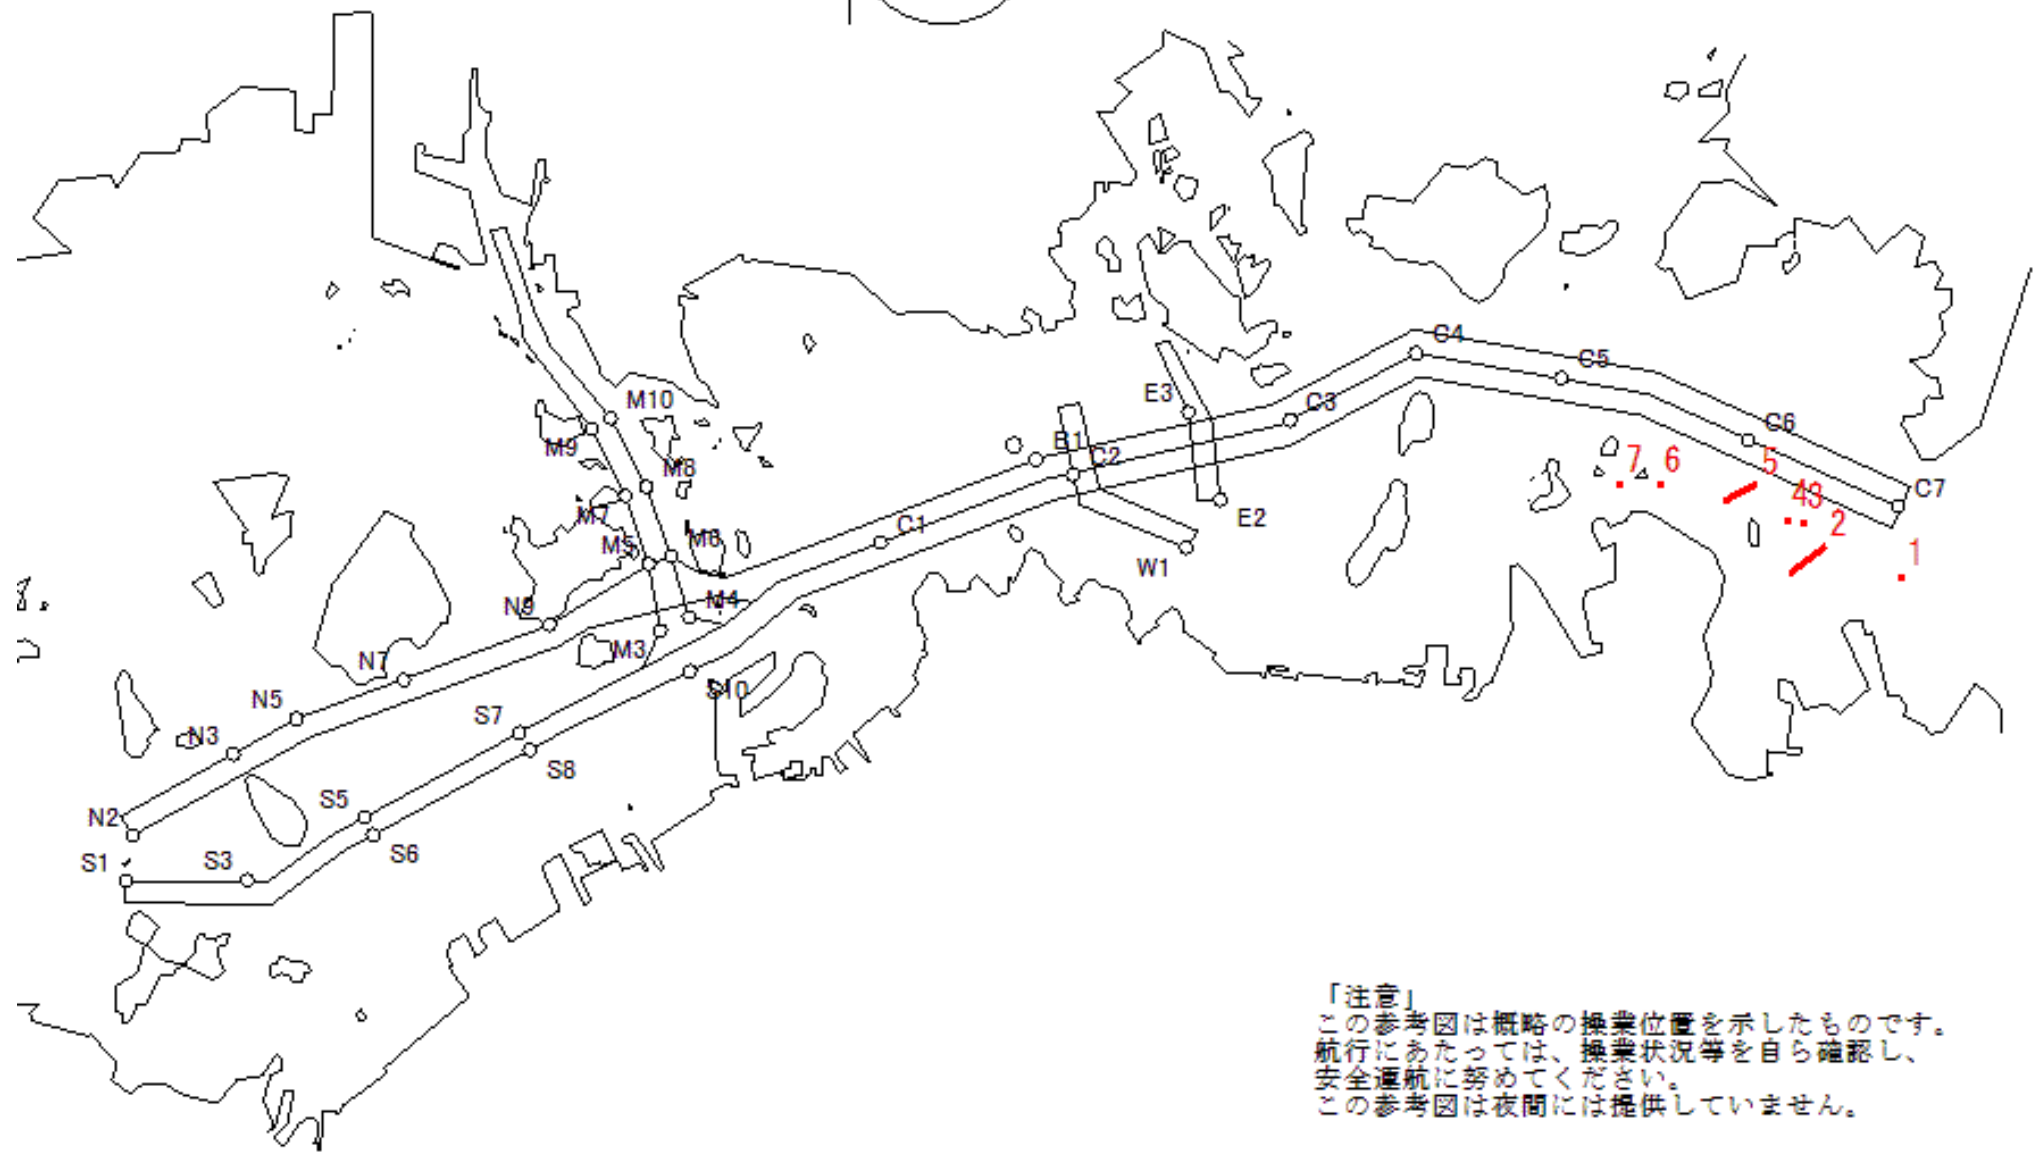 C4
C5
M10
E3
C3
C6
M9
B1
M8
C2
7 6 5
C7
M7
E2
43 2
M5 M6
C1
1
W1
N9
M4
M3
N7
S10
N5
S7
N3
S8
S5
N2
S6
S1
S3
「注意」
この参考図は概略の操業位置を示したものです。
航行にあたっては、操業状況等を自ら確認し、
安全運航に努めてください。
この参考図は夜間には提供していません。